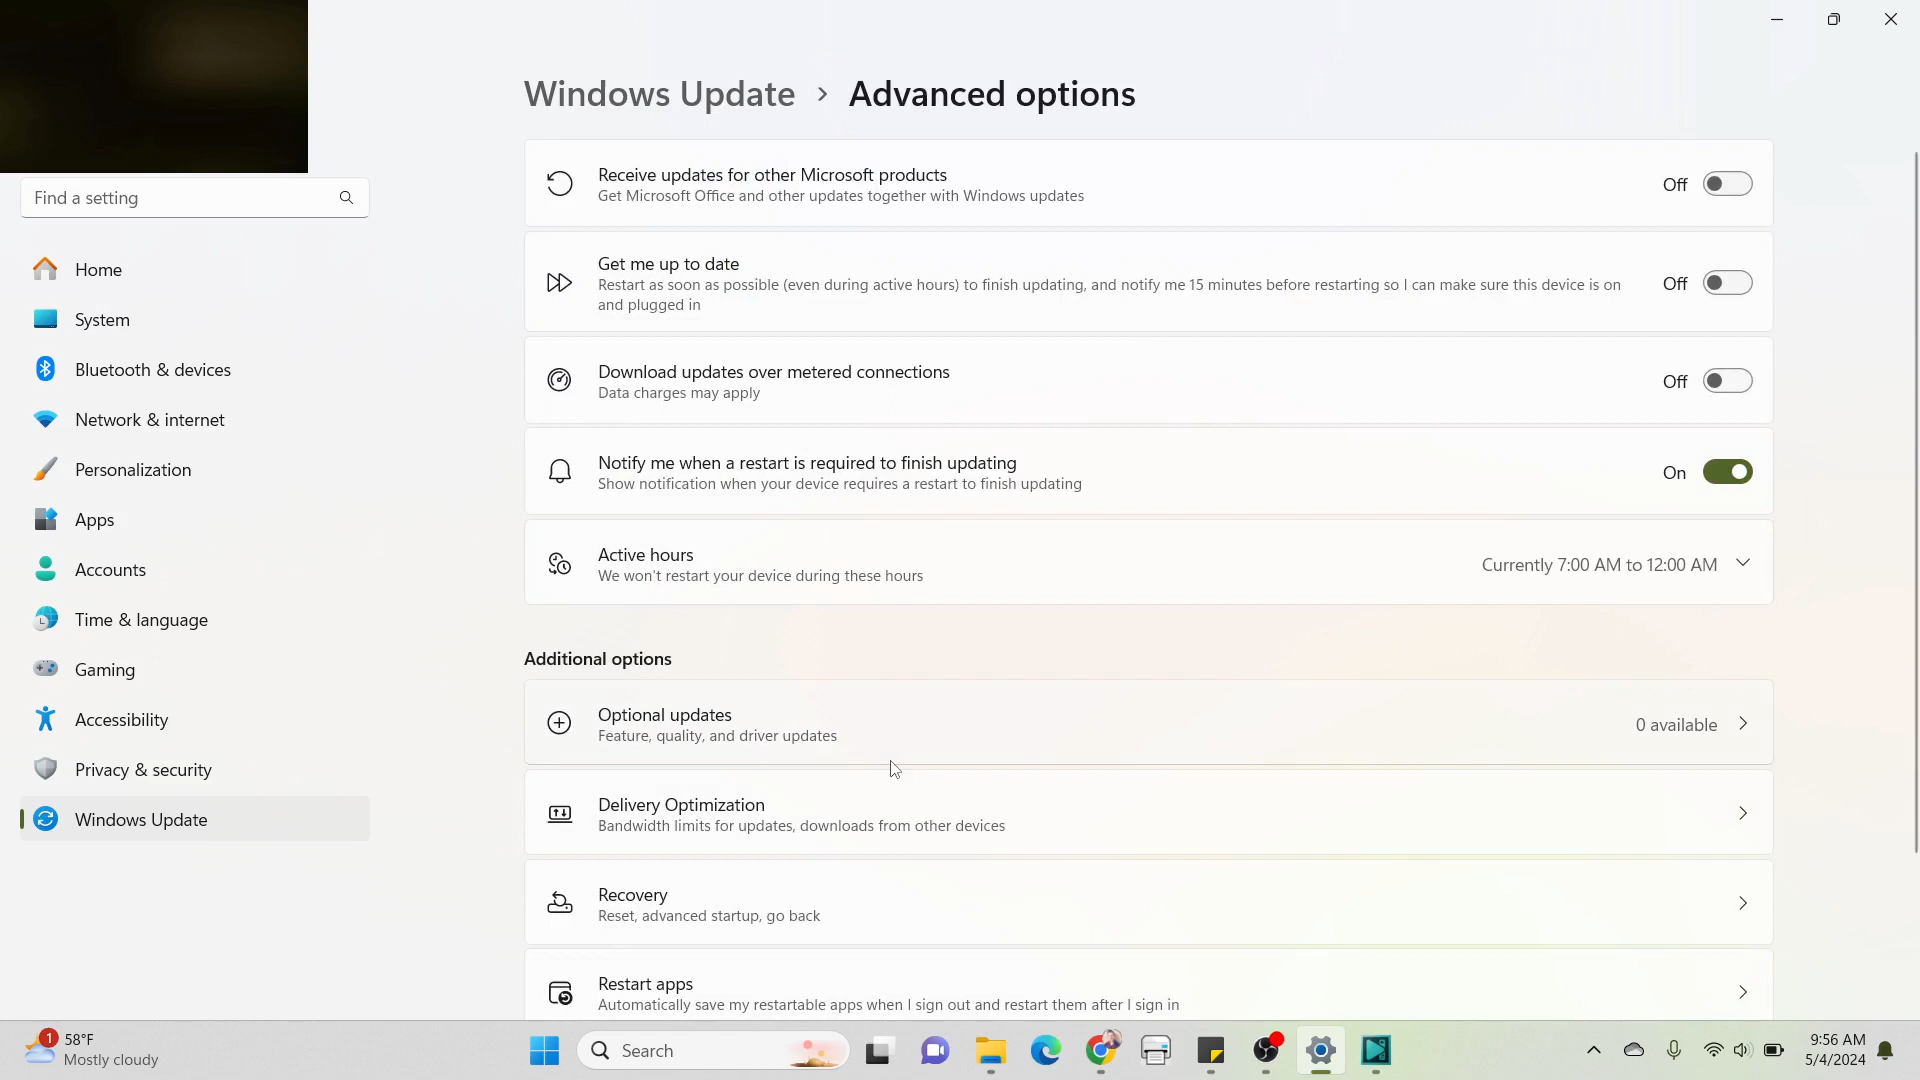 Windows Update > Advanced options
Find a setting
Home
System
Bluetooth & devices
Network & internet
Personalization
Apps
Accounts
Time & language
Gaming
Accessibility
Privacy & security
Windows Update
Receive updates for other Microsoft products
Get Microsoft Office and other updates together with Windows updates
Off
Get me up to date
Restart as soon as possible (even during active hours) to finish updating, and notify me 15 minutes before restarting so I can make sure this device is on
and plugged in
Off
Download updates over metered connections
Data charges may apply
Off
Notify me when a restart is required to finish updating
Show notification when your device requires a restart to finish updating
On
Active hours
We won't restart your device during these hours
Currently 7:00 AM to 12:00 AM
Additional options
Optional updates
Feature, quality, and driver updates
0 available
Delivery Optimization
Bandwidth limits for updates, downloads from other devices
Recovery
Reset, advanced startup, go back
Restart apps
Automatically save my restartable apps when I sign out and restart them after I sign in
1
58°F
Mostly cloudy
Search
9:56 AM
5/4/2024